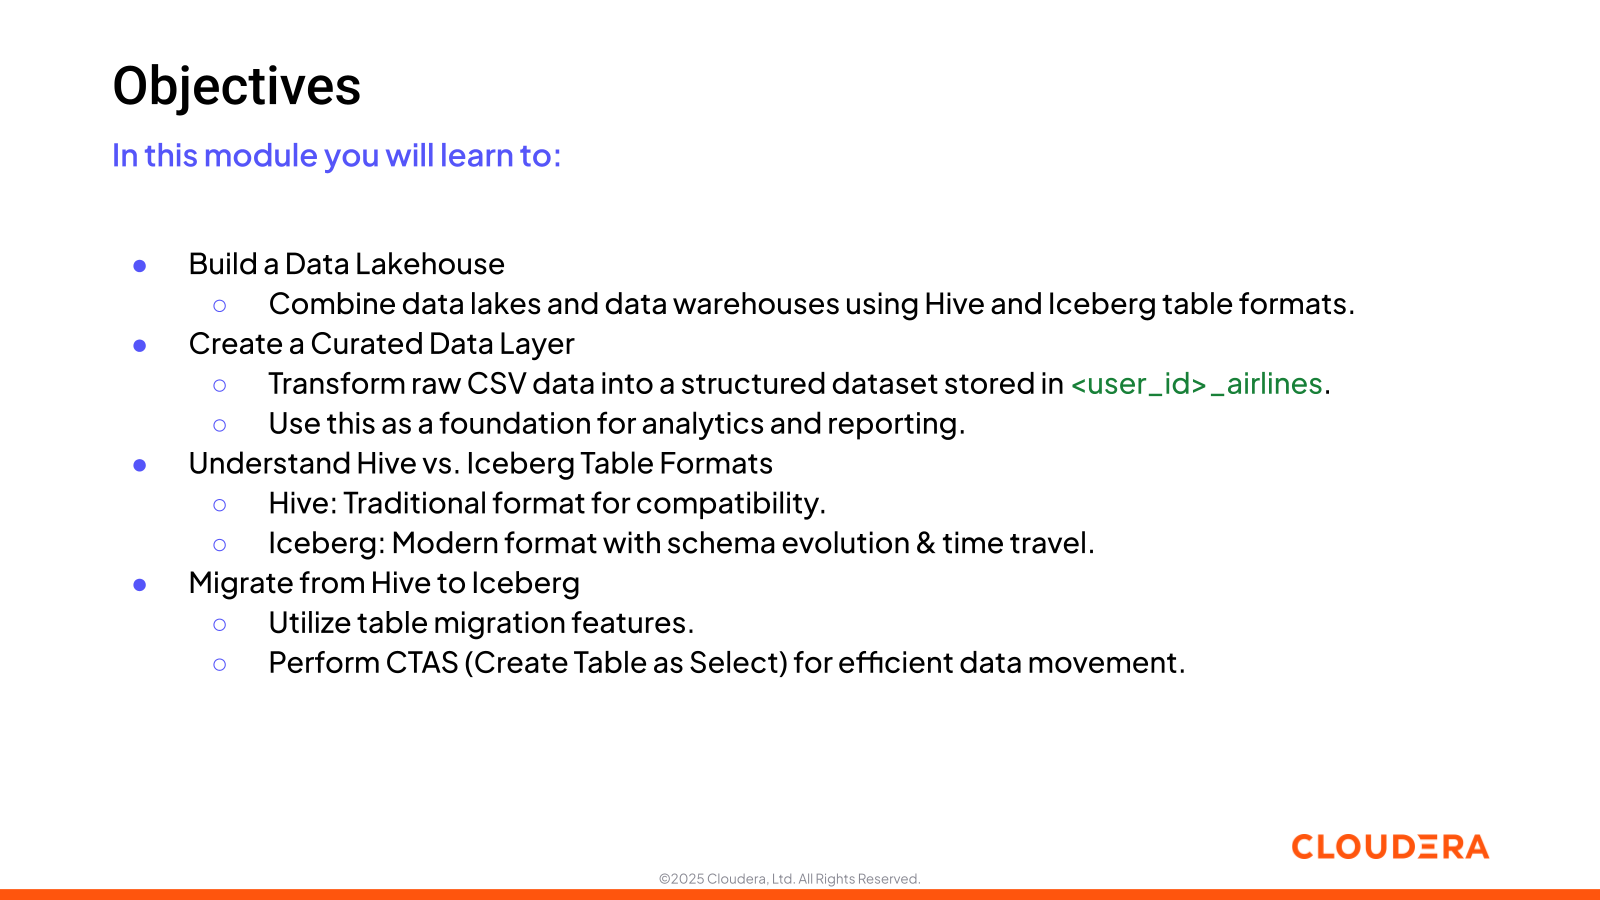 Objectives
In this module you will learn to:
● Build a Data Lakehouse
○ Combine data lakes and data warehouses using Hive and Iceberg table formats.
● Create a Curated Data Layer
○ Transform raw CSV data into a structured dataset stored in <user_id>_airlines.
○ Use this as a foundation for analytics and reporting.
● Understand Hive vs. Iceberg Table Formats
○ Hive: Traditional format for compatibility.
○ Iceberg: Modern format with schema evolution & time travel.
● Migrate from Hive to Iceberg
○ Utilize table migration features.
○ Perform CTAS (Create Table as Select) for efficient data movement.
CLOUDERA
©2025 Cloudera, Ltd. All Rights Reserved.